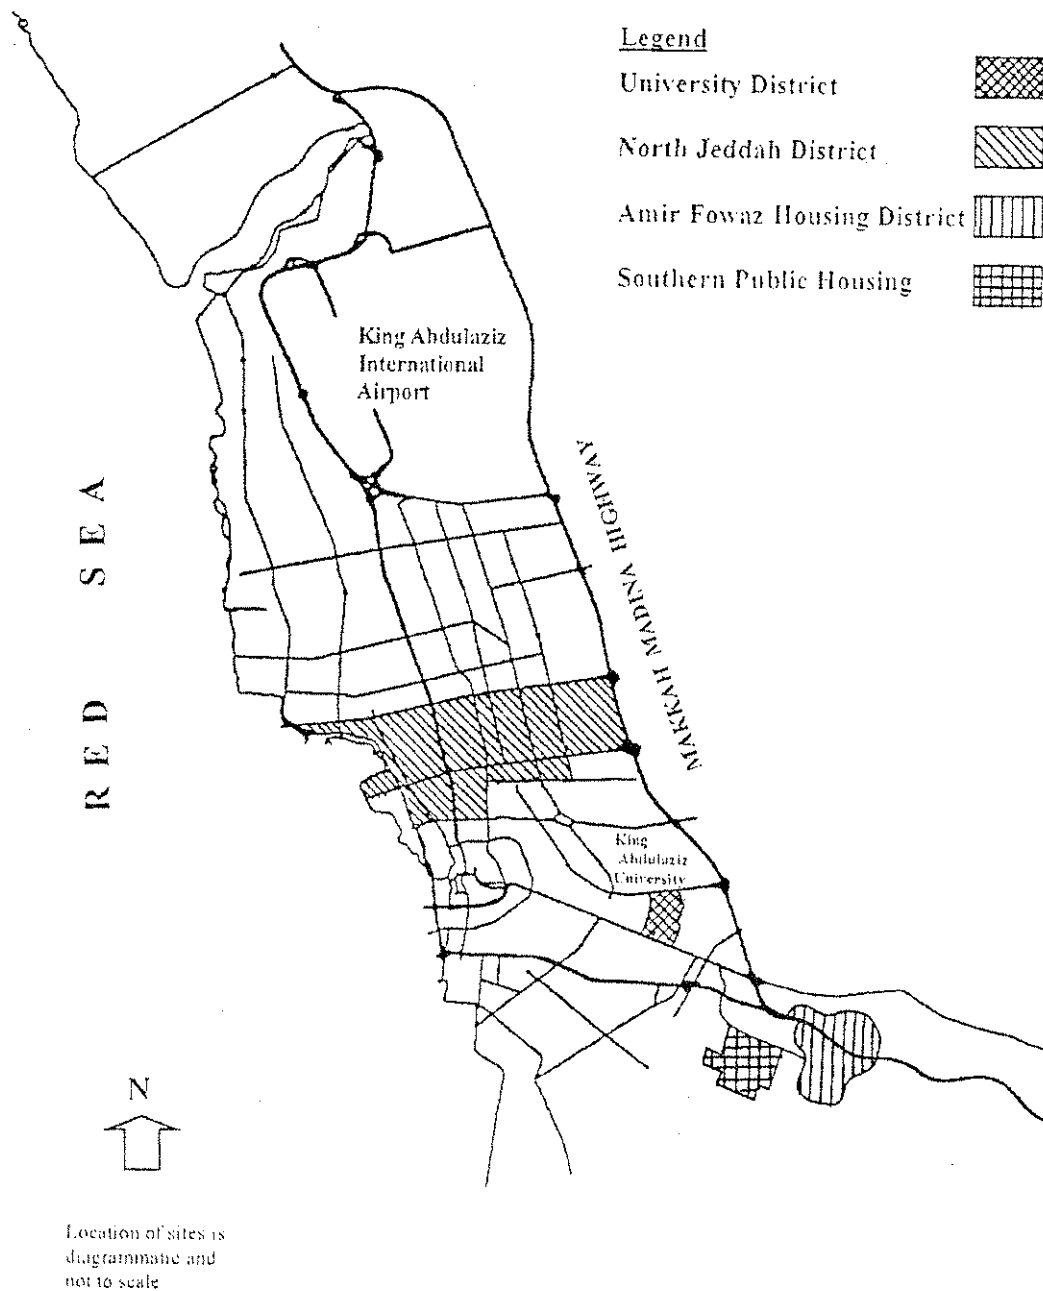 Legend
University District
North Jeddah District
Amir Fowaz Housing District
Southern Public Housing
King Abdulaziz
International
Airport
RED SEA
MAKKAH MADINA HIGHWAY
King
Abdulaziz
University
N
Location of sites is
diagrammatic and
not to scale